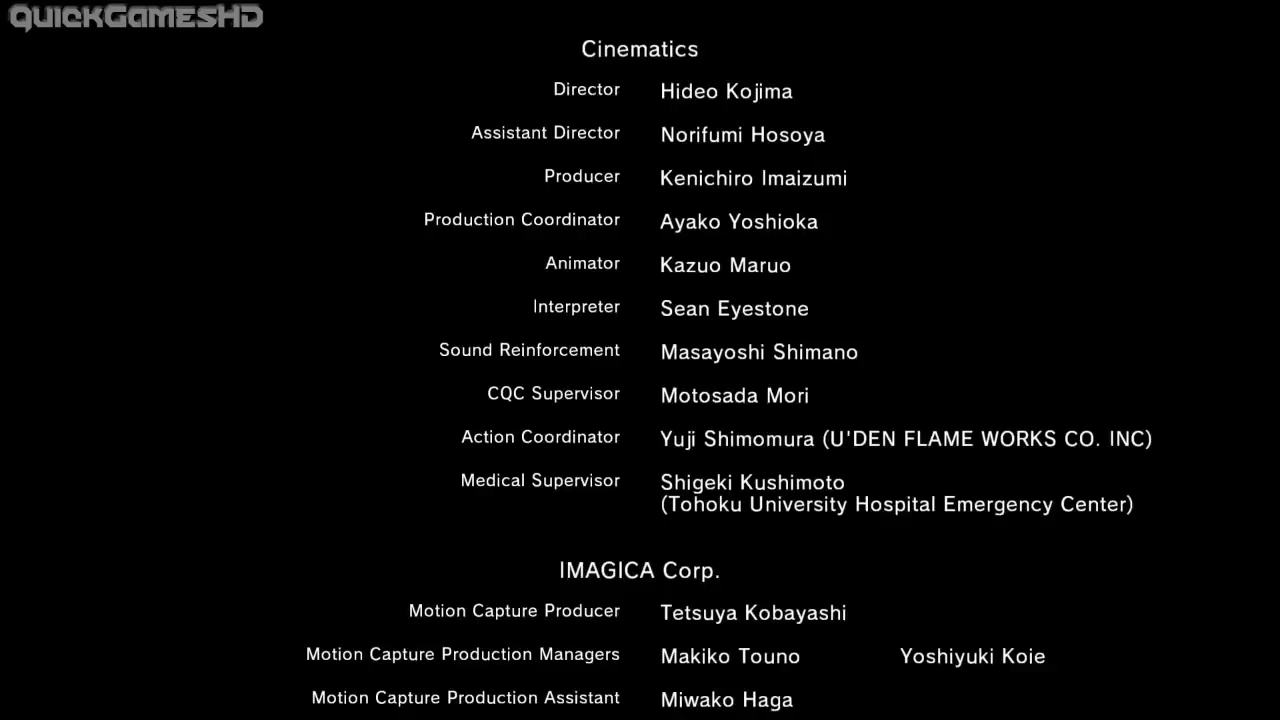 QuickGamesHD
Cinematics
Director Hideo Kojima
Assistant Director Norifumi Hosoya
Producer Kenichiro Imaizumi
Production Coordinator Ayako Yoshioka
Animator Kazuo Maruo
Interpreter Sean Eyestone
Sound Reinforcement Masayoshi Shimano
CQC Supervisor Motosada Mori
Action Coordinator Yuji Shimomura (U'DEN FLAME WORKS CO. INC)
Medical Supervisor Shigeki Kushimoto
(Tohoku University Hospital Emergency Center)
IMAGICA Corp.
Motion Capture Producer Tetsuya Kobayashi
Motion Capture Production Managers Makiko Touno Yoshiyuki Koie
Motion Capture Production Assistant Miwako Haga